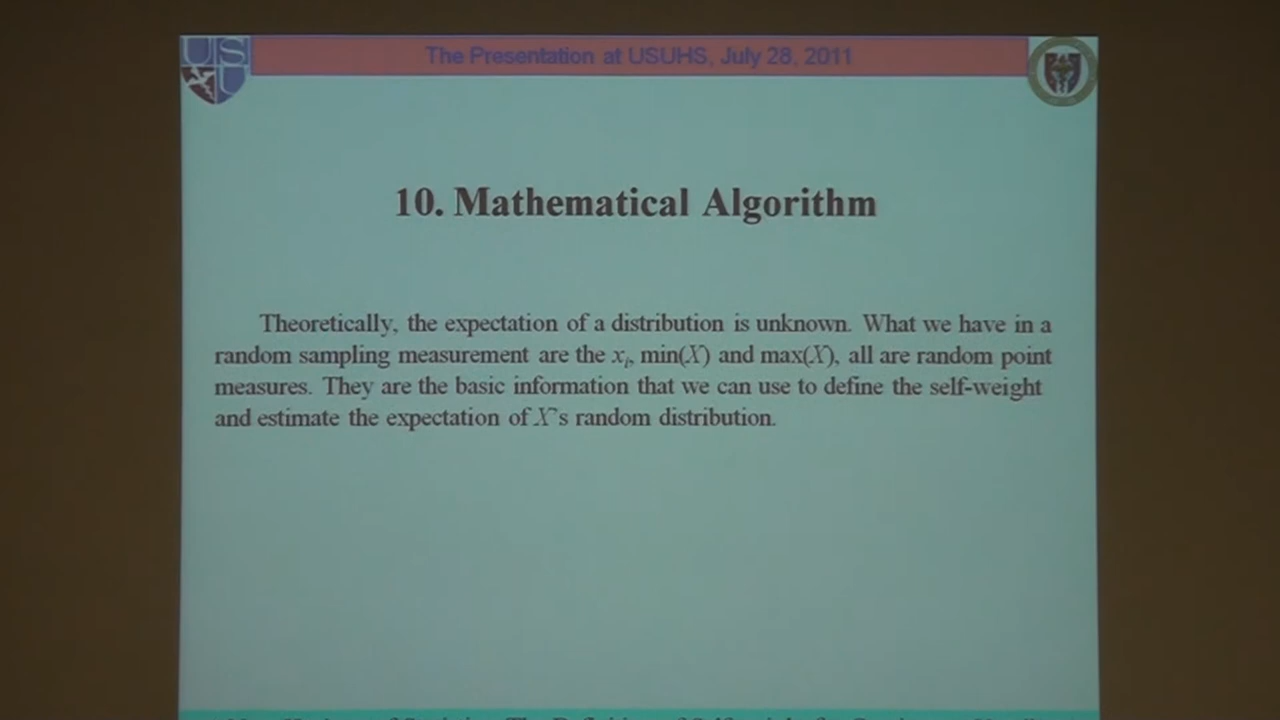 The Presentation at USUHS, July 28, 2011
10. Mathematical Algorithm
Theoretically, the expectation of a distribution is unknown. What we have in a
random sampling measurement are the xi, min(X) and max(X), all are random point
measures. They are the basic information that we can use to define the self-weight
and estimate the expectation of X's random distribution.